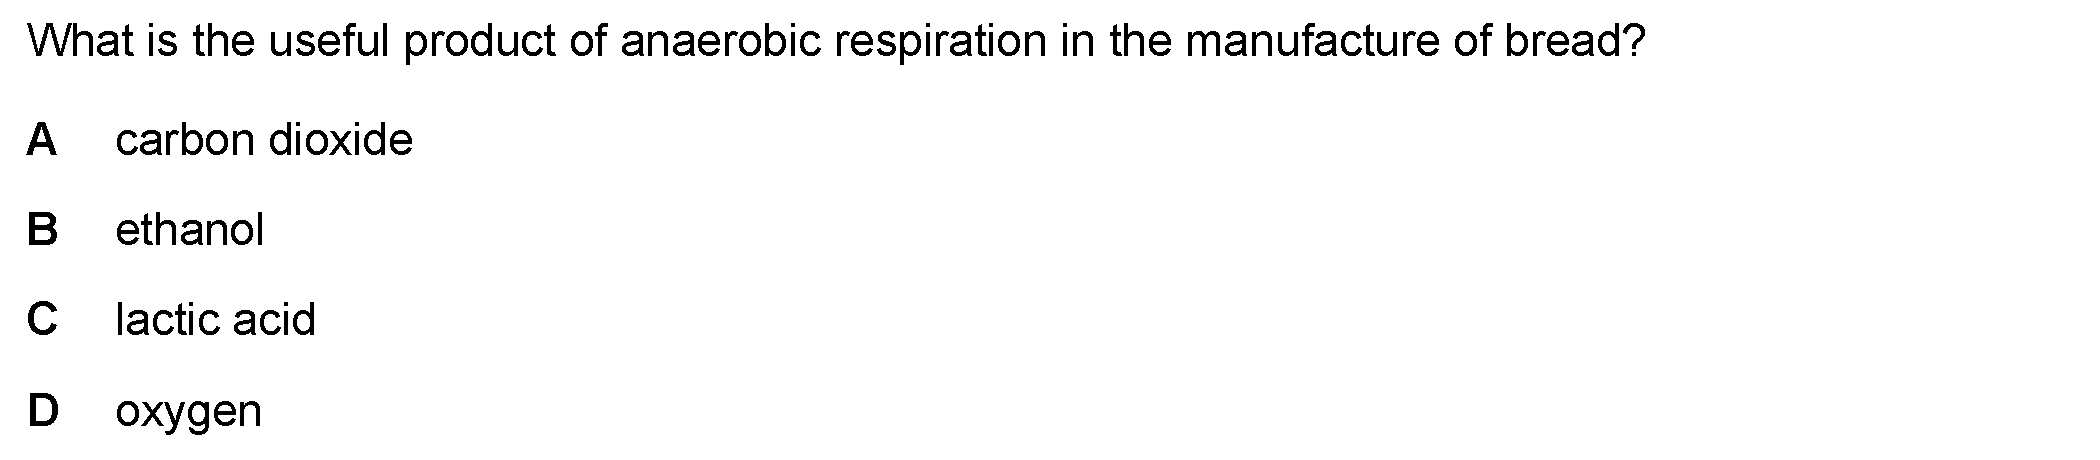 What is the useful product of anaerobic respiration in the manufacture of bread?
A carbon dioxide
B ethanol
C lactic acid
D oxygen